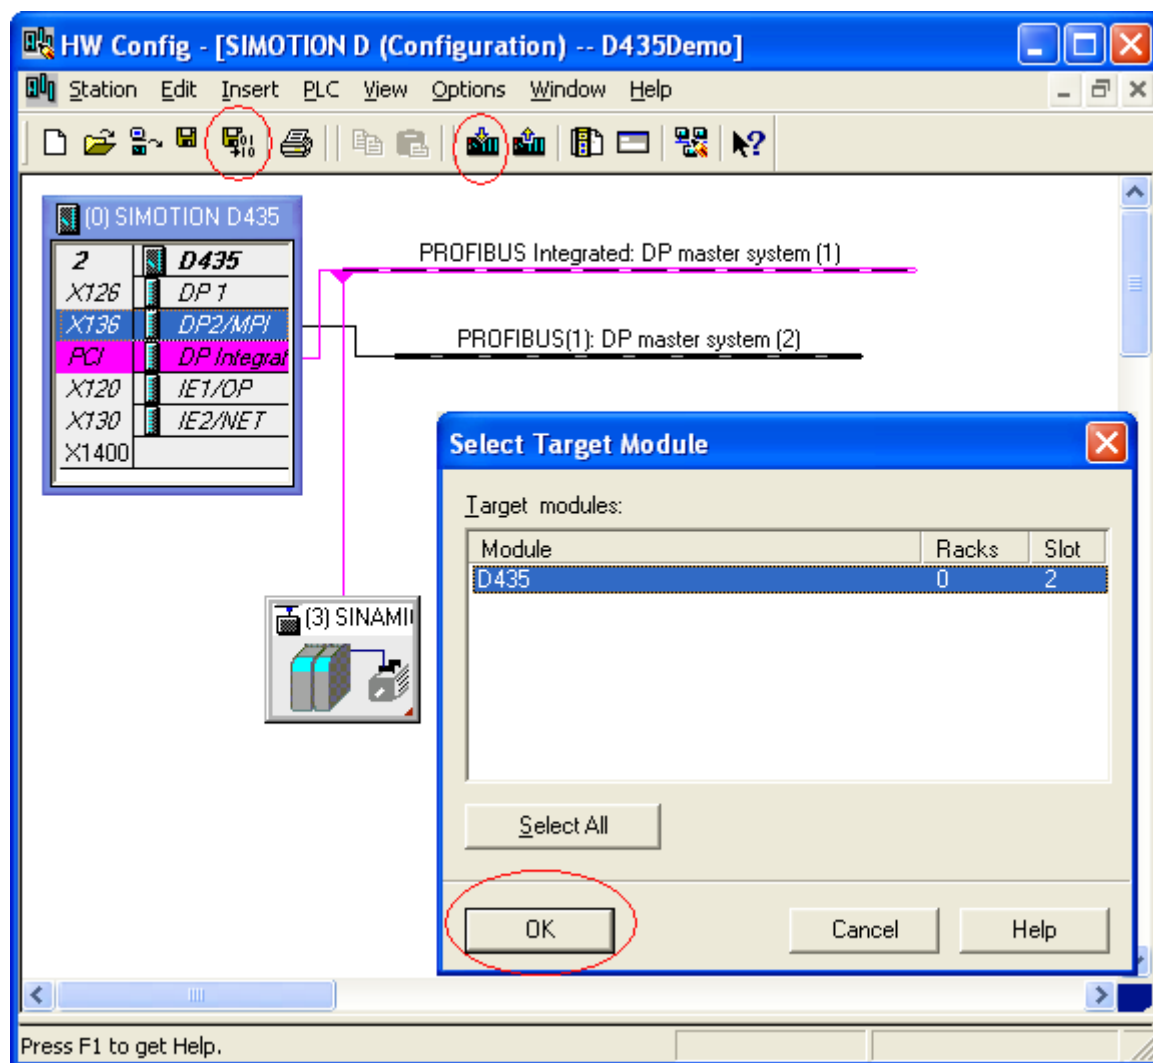 HW Config - [SIMOTION D (Configuration) -- D435Demo]
Station Edit Insert PLC View Options Window Help
(0) SIMOTION D435
2 D435
X126 DP 1
X136 DP2/MPI
PCI DP Integrat
X120 IE1/OP
X130 IE2/NET
X1400
PROFIBUS Integrated: DP master system (1)
PROFIBUS(1): DP master system (2)
(3) SINAMI
Select Target Module
Target modules:
Module Racks Slot
D435 0 2
Select All
OK Cancel Help
Press F1 to get Help.